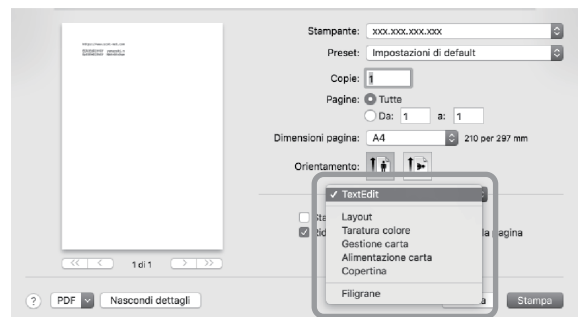 Stampante: xxx.xxx.xxx.xxx
Preset: Impostazioni di default
Copie: 1
Pagine: Tutte
Da: 1 a: 1
Dimensioni pagina: A4 210 per 297 mm
Orientamento:
✓ TextEdit
Layout
Taratura colore
Gestione carta
Alimentazione carta
Copertina
Filigrane
pagina
1 di 1
? PDF Nascondi dettagli Stampa